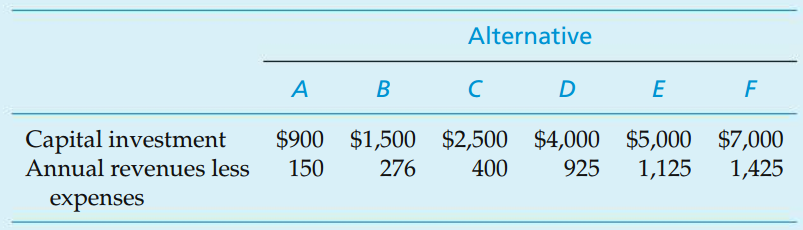 Alternative
A B C D E F
Capital investment $900 $1,500 $2,500 $4,000 $5,000 $7,000
Annual revenues less 150 276 400 925 1,125 1,425
expenses